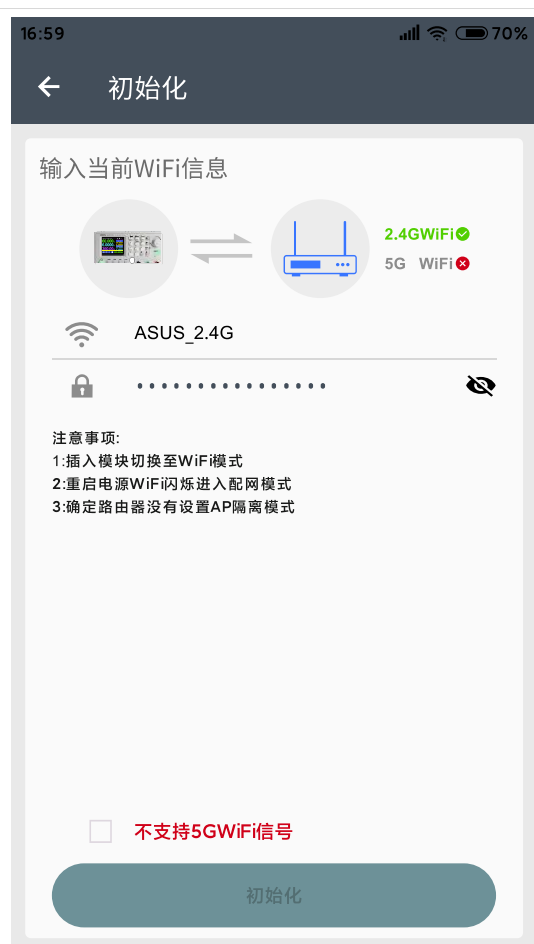 16:59
70%
初始化
输入当前WiFi信息
2.4GWiFi
5G WiFi
ASUS_2.4G
注意事项:
1:插入模块切换至WiFi模式
2:重启电源WiFi闪烁进入配网模式
3:确定路由器没有设置AP隔离模式
不支持5GWiFi信号
初始化